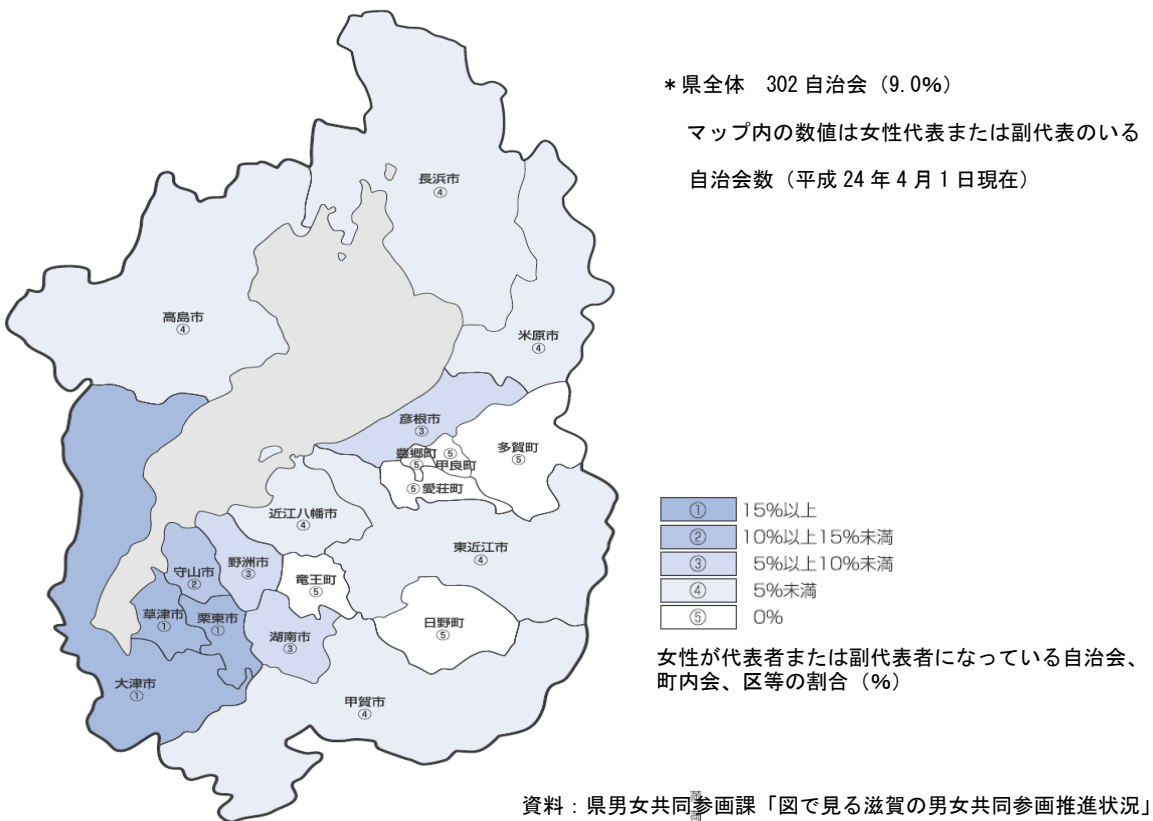 ＊県全体　302 自治会（9.0%）
マップ内の数値は女性代表または副代表のいる
自治会数（平成 24 年 4 月 1 日現在）
長浜市
④
高島市
④
米原市
④
彦根市
③
多賀町
⑤
豊郷町
⑤
⑤
甲良町
⑤愛荘町
近江八幡市
④
東近江市
④
守山市
②
野洲市
③
竜王町
⑤
草津市
①
栗東市
①
湖南市
③
日野町
⑤
大津市
①
甲賀市
④
① 15%以上
② 10%以上15%未満
③ 5%以上10%未満
④ 5%未満
⑤ 0%
女性が代表者または副代表者になっている自治会、
町内会、区等の割合（%）
資料：県男女共同参画課「図で見る滋賀の男女共同参画推進状況」